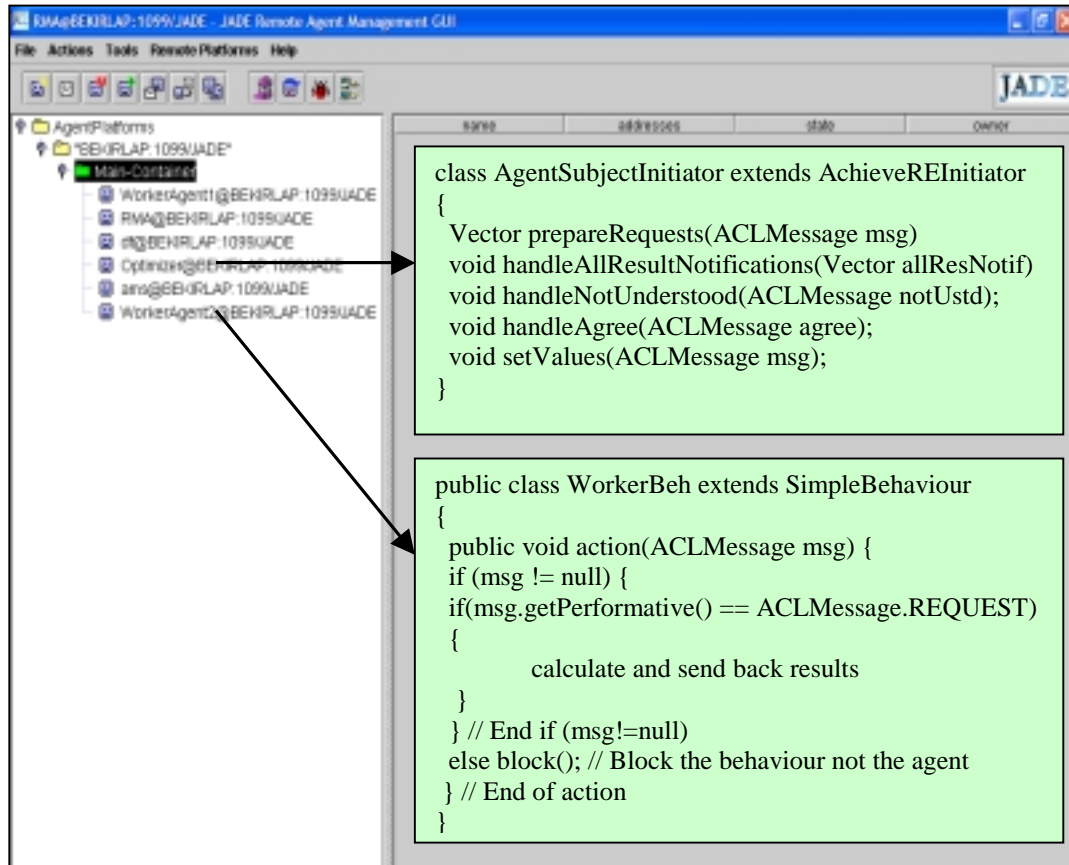 RMA@BEKIRLAP:1099/JADE - JADE Remote Agent Management GUI
File Actions Tools Remote Platforms Help
JADE
AgentPlatforms
"BEKIRLAP:1099/JADE"
Main-Container
WorkerAgent1@BEKIRLAP:1099/JADE
RMA@BEKIRLAP:1099/JADE
df@BEKIRLAP:1099/JADE
Optimizer@BEKIRLAP:1099/JADE
ams@BEKIRLAP:1099/JADE
WorkerAgent2@BEKIRLAP:1099/JADE
name addresses state owner
class AgentSubjectInitiator extends AchieveREInitiator
{
Vector prepareRequests(ACLMessage msg)
void handleAllResultNotifications(Vector allResNotif)
void handleNotUnderstood(ACLMessage notUstd);
void handleAgree(ACLMessage agree);
void setValues(ACLMessage msg);
}
public class WorkerBeh extends SimpleBehaviour
{
public void action(ACLMessage msg) {
if (msg != null) {
if(msg.getPerformative() == ACLMessage.REQUEST)
{
calculate and send back results
}
} // End if (msg!=null)
else block(); // Block the behaviour not the agent
} // End of action
}